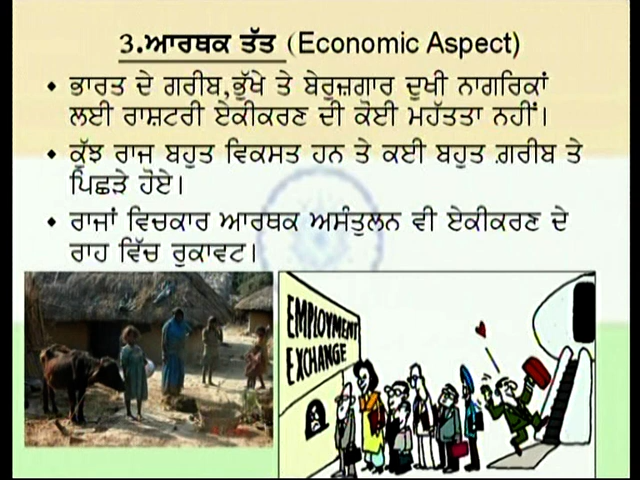 3.ਆਰਥਕ ਤੱਤ (Economic Aspect)
• ਭਾਰਤ ਦੇ ਗਰੀਬ,ਭੁੱਖੇ ਤੇ ਬੇਰੁਜ਼ਗਾਰ ਦੁਖੀ ਨਾਗਰਿਕਾਂ
ਲਈ ਰਾਸ਼ਟਰੀ ਏਕੀਕਰਣ ਦੀ ਕੋਈ ਮਹੱਤਤਾ ਨਹੀਂ।
• ਕੁੱਝ ਰਾਜ ਬਹੁਤ ਵਿਕਸਤ ਹਨ ਤੇ ਕਈ ਬਹੁਤ ਗ਼ਰੀਬ ਤੇ
ਪਿਛੜੇ ਹੋਏ।
• ਰਾਜਾਂ ਵਿਚਕਾਰ ਆਰਥਕ ਅਸੰਤੁਲਨ ਵੀ ਏਕੀਕਰਣ ਦੇ
ਰਾਹ ਵਿੱਚ ਰੁਕਾਵਟ।
EMPLOYMENT
EXCHANGE